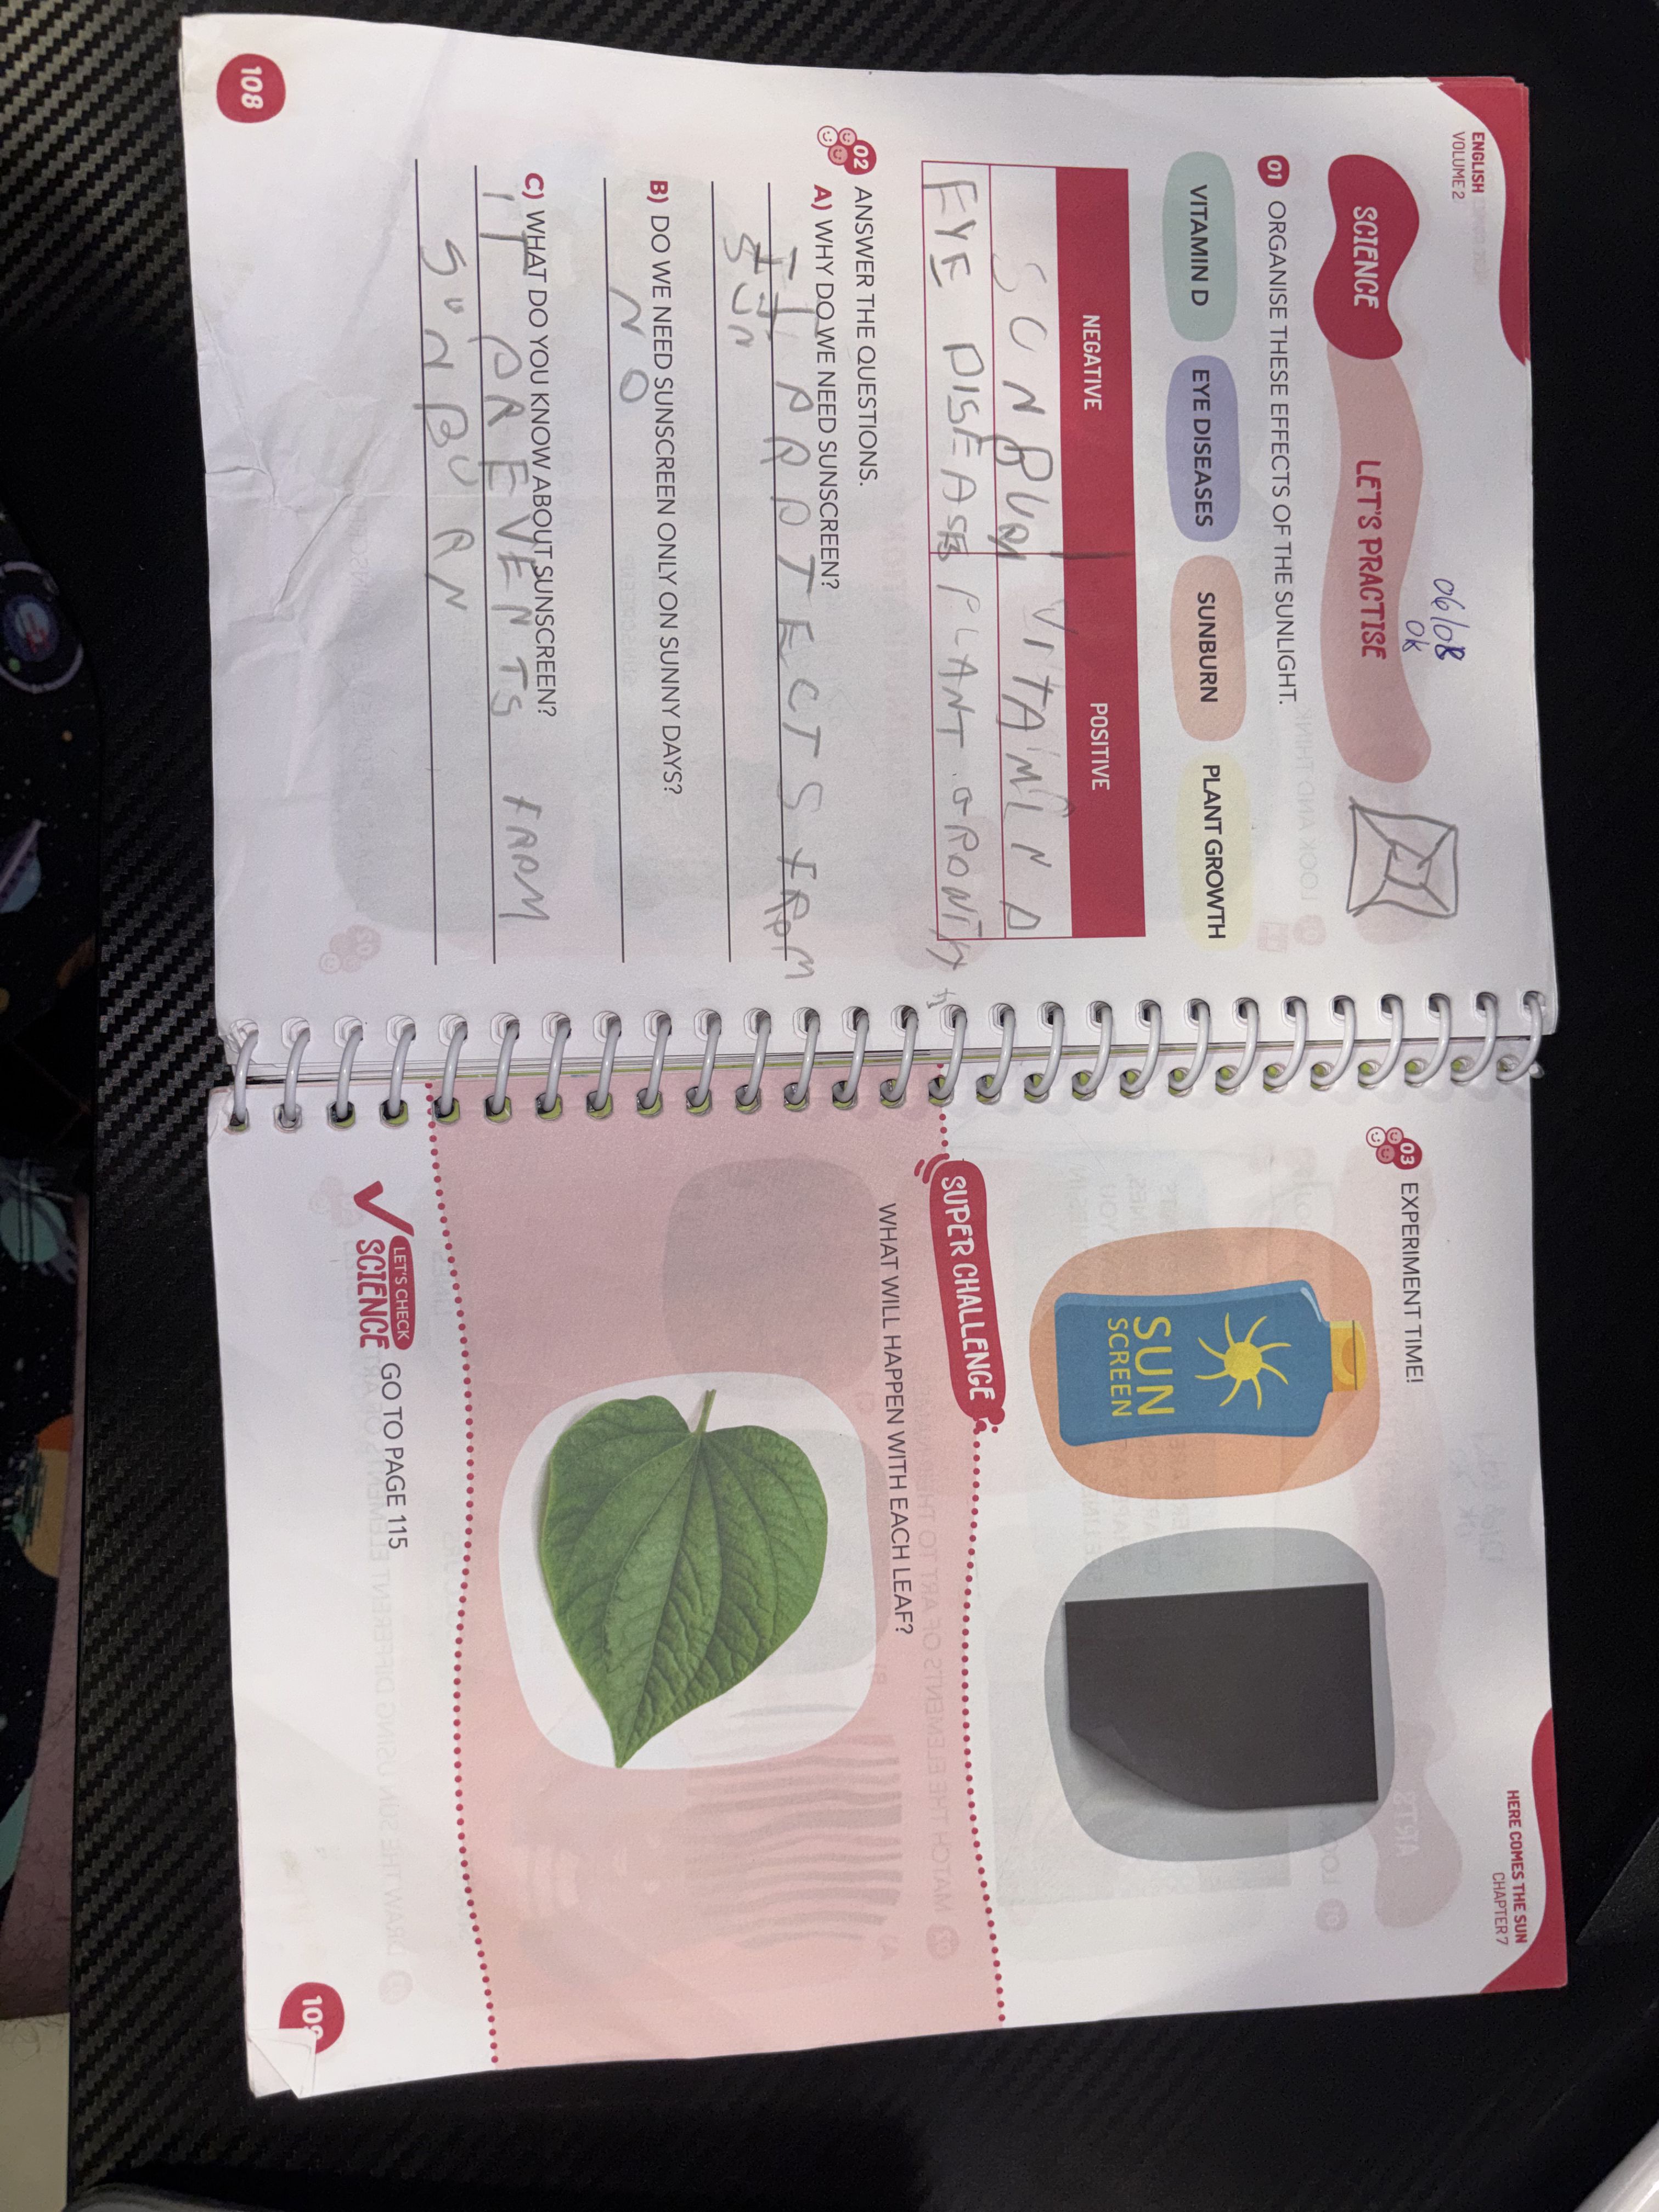 ENGLISH
VOLUME 2
06/08
Ok
SCIENCE LET'S PRACTISE
01 ORGANISE THESE EFFECTS OF THE SUNLIGHT.
VITAMIN D EYE DISEASES SUNBURN PLANT GROWTH
NEGATIVE POSITIVE
SUNBURN VITAMIN D
EYE DISEASES PLANT
02 ANSWER THE QUESTIONS.
A) WHY DO WE NEED SUNSCREEN?
IT PROTECTS FROM
SUN
B) DO WE NEED SUNSCREEN ONLY ON SUNNY DAYS?
NO
C) WHAT DO YOU KNOW ABOUT SUNSCREEN?
IT PREVENTS FROM
SUNBURN
108
HERE COMES THE SUN
CHAPTER 7
03 EXPERIMENT TIME!
SUN
SCREEN
SUPER CHALLENGE
WHAT WILL HAPPEN WITH EACH LEAF?
LET'S CHECK
SCIENCE GO TO PAGE 115
109